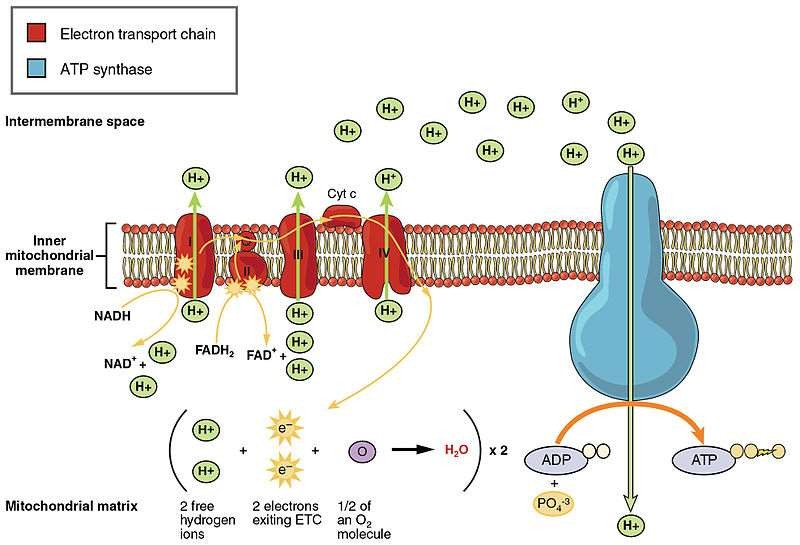 Electron transport chain
ATP synthase
Intermembrane space
H+ H+ H+ H+ H+ H+ H+ H+ H+ H+
H+ H+ H+
Cyt c
Inner
mitochondrial
membrane
I Q II III IV
H+ H+ H+
NADH
NAD⁺ + H+ H+
FADH₂
FAD⁺ + H+ H+
H+ H+ + e⁻ e⁻ + O H₂O x 2
2 free
hydrogen
ions
2 electrons
exiting ETC
1/2 of
an O₂
molecule
ADP
+
PO₄⁻³
ATP
H+
Mitochondrial matrix